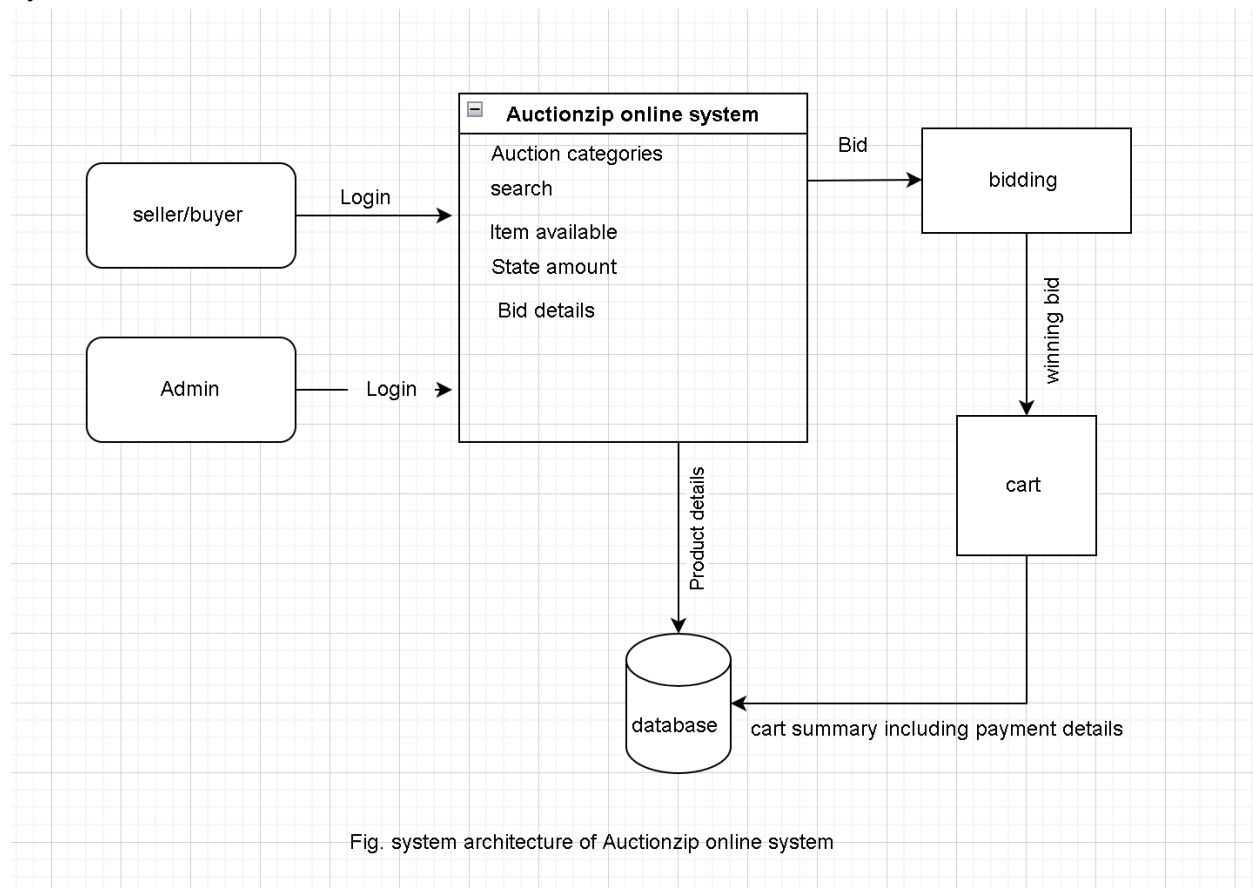 Auctionzip online system
Auction categories
search
Item available
State amount
Bid details
seller/buyer
Login
Admin
Login
Bid
bidding
winning bid
cart
Product details
database
cart summary including payment details
Fig. system architecture of Auctionzip online system